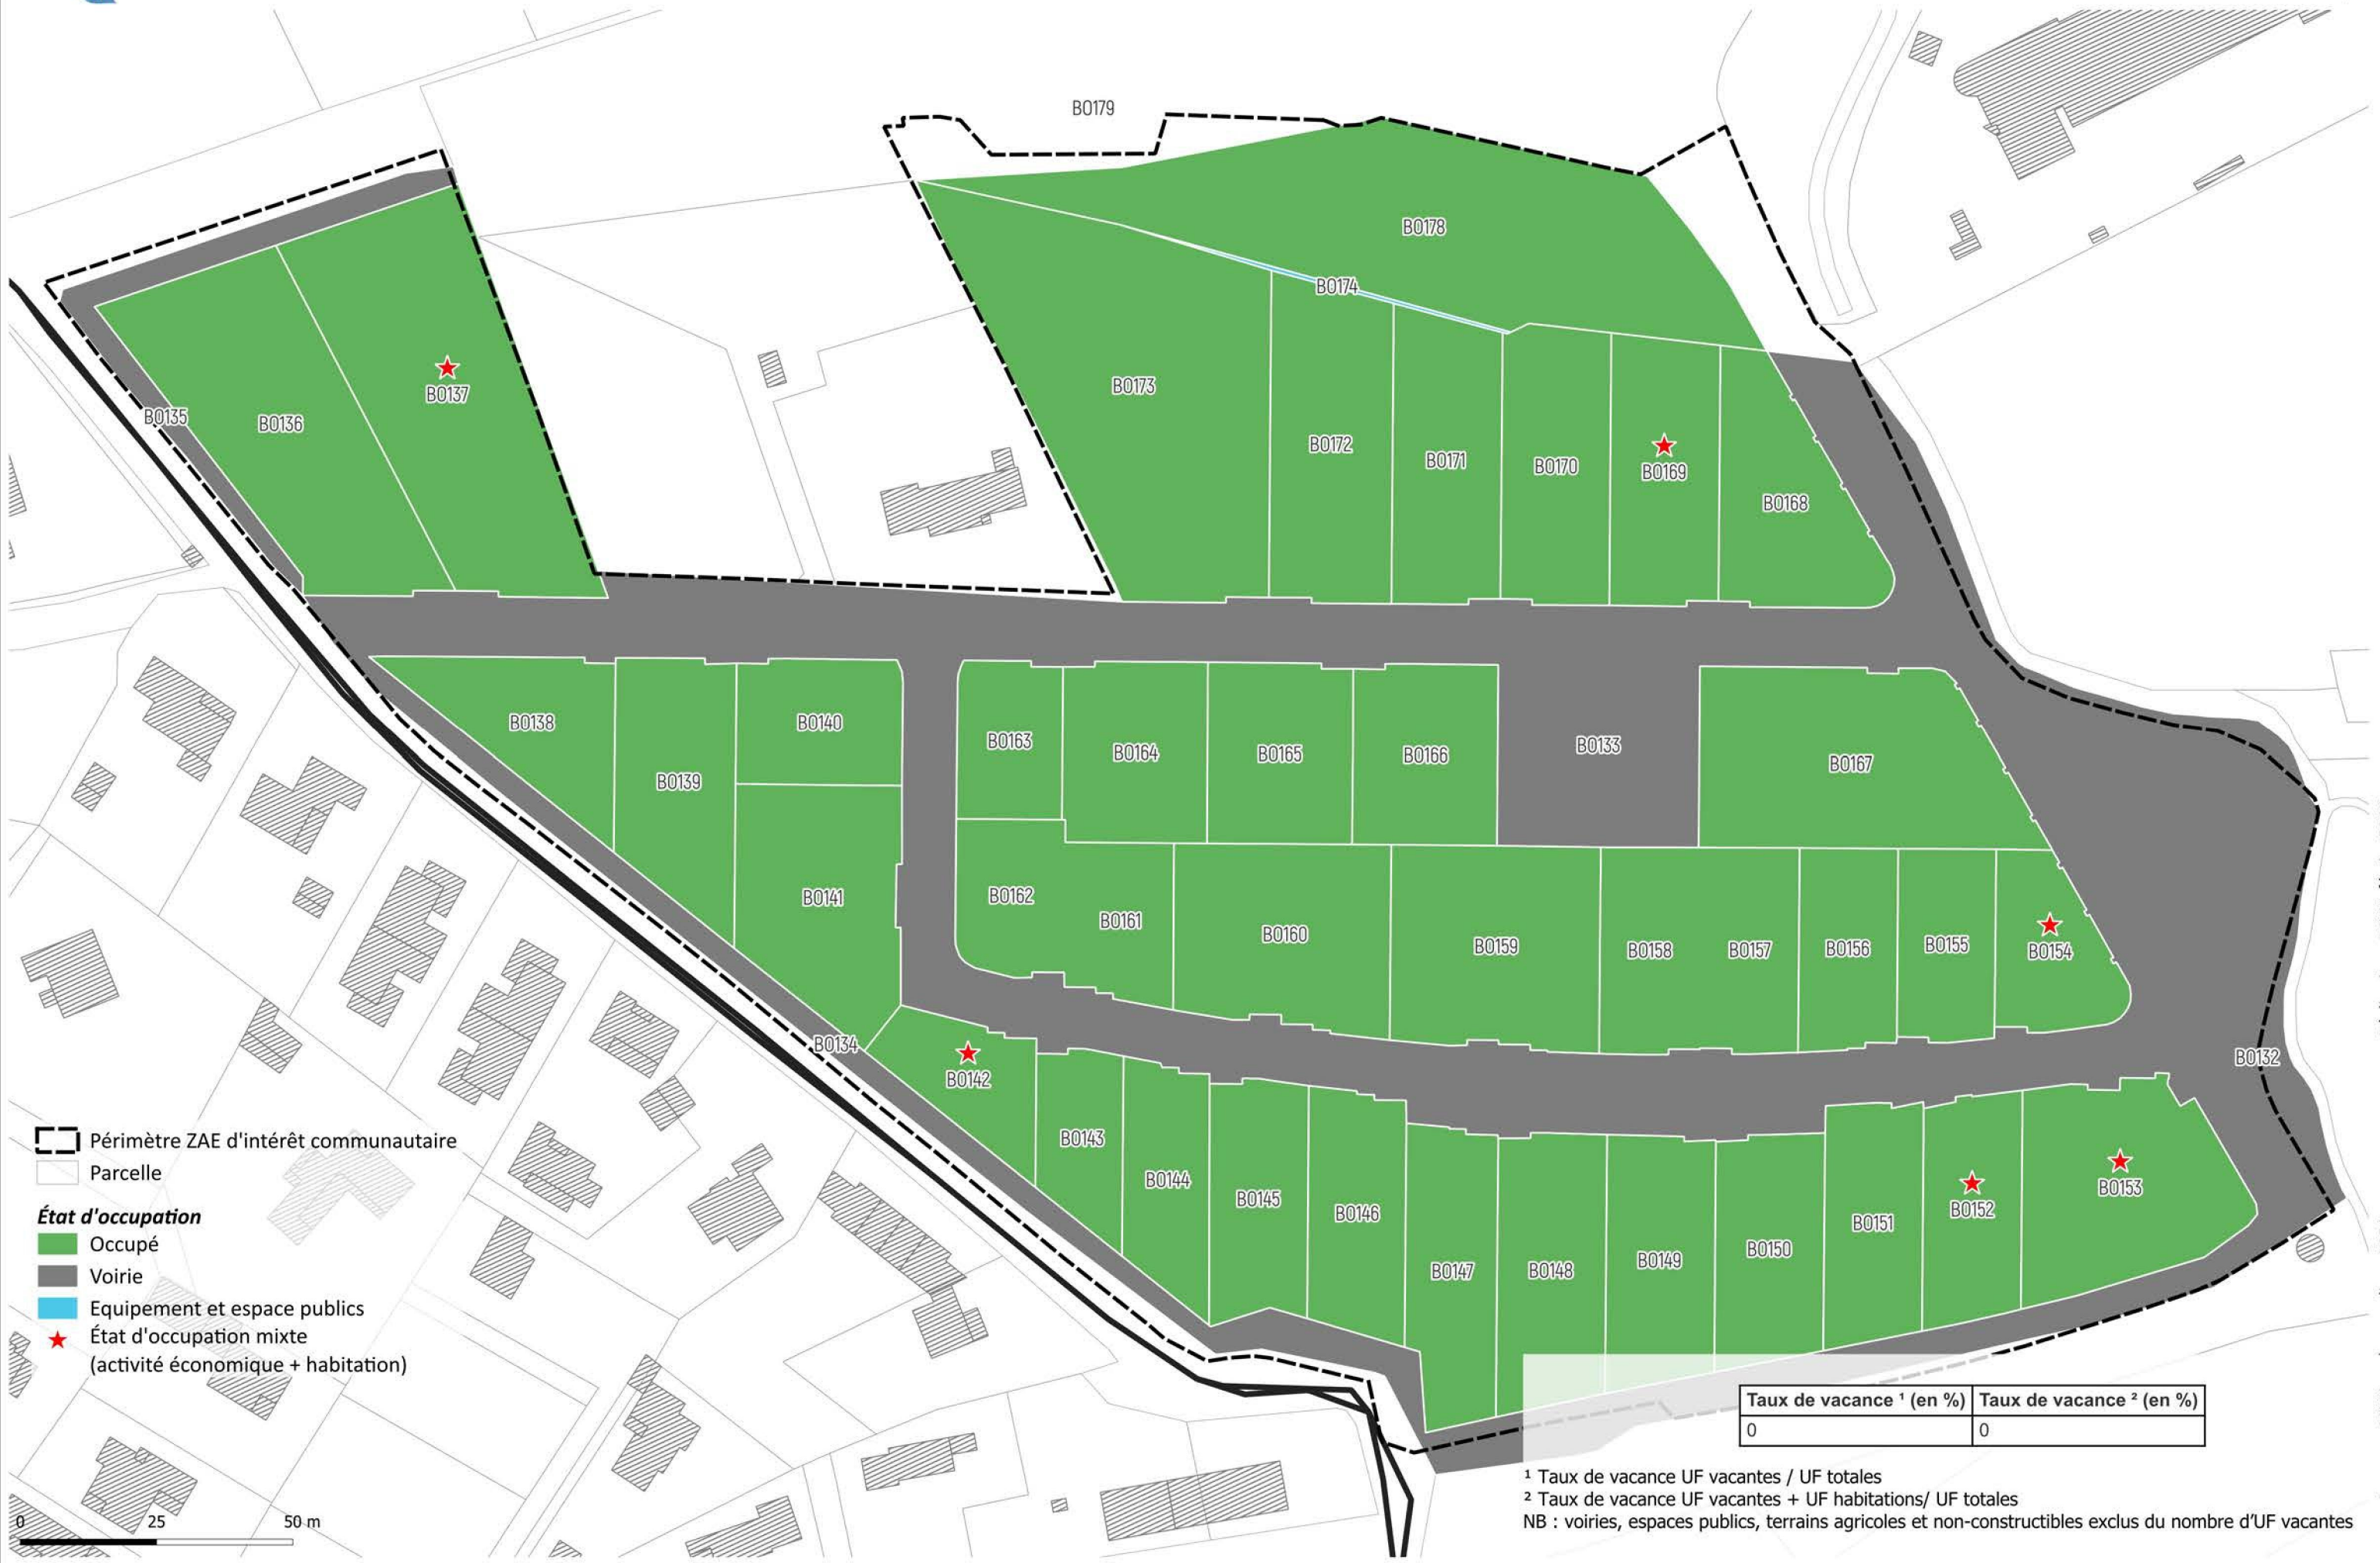 B0179
B0178
B0174
B0137
B0173
B0135
B0136
B0172
B0171
B0170
B0169
B0168
B0138
B0140
B0163
B0164
B0165
B0166
B0133
B0139
B0167
B0141
B0162
B0161
B0160
B0159
B0158
B0157
B0156
B0155
B0154
B0134
B0142
B0132
B0143
B0144
B0145
B0146
B0147
B0148
B0149
B0150
B0151
B0152
B0153
Périmètre ZAE d'intérêt communautaire
Parcelle
État d'occupation
Occupé
Voirie
Equipement et espace publics
État d'occupation mixte
(activité économique + habitation)
0 25 50 m
Taux de vacance ¹ (en %) Taux de vacance ² (en %)
0 0
¹ Taux de vacance UF vacantes / UF totales
² Taux de vacance UF vacantes + UF habitations/ UF totales
NB : voiries, espaces publics, terrains agricoles et non-constructibles exclus du nombre d'UF vacantes